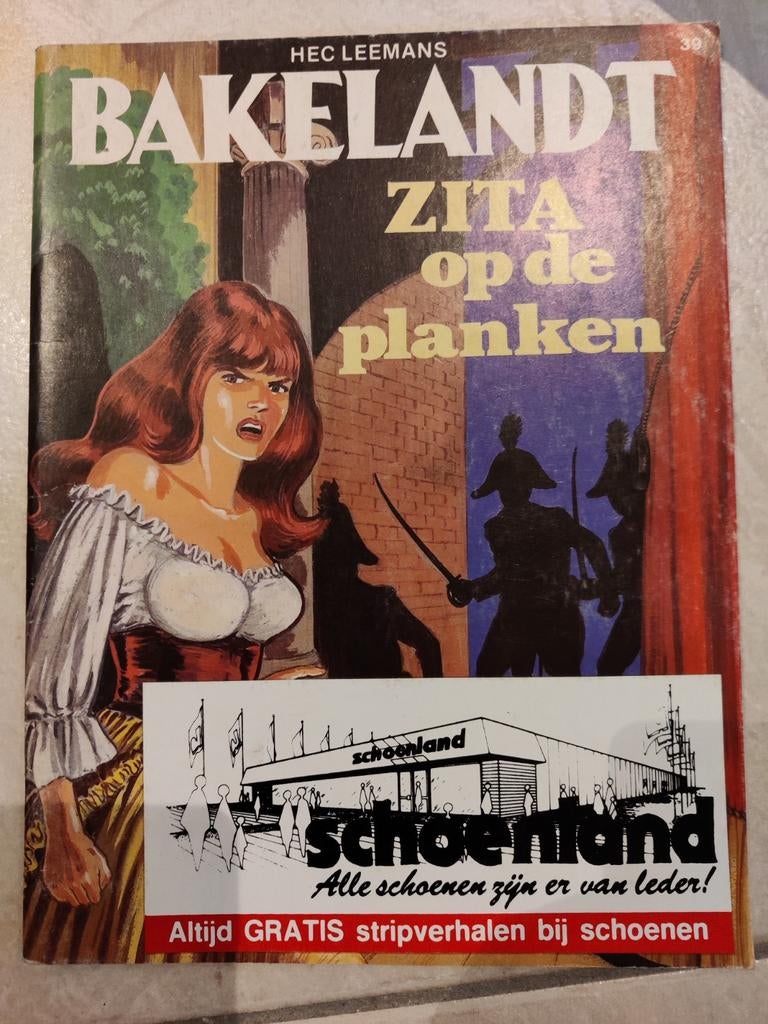 HEC LEEMANS
39
BAKELANDT
ZITA
op de
planken
schoenland
schoenland
Alle schoenen zijn er van leder!
Altijd GRATIS stripverhalen bij schoenen